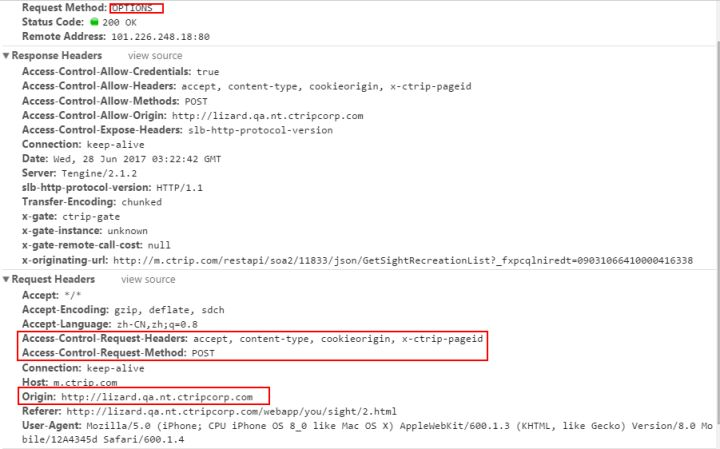 Request Method: OPTIONS
Status Code: 200 OK
Remote Address: 101.226.248.18:80
Response Headers view source
Access-Control-Allow-Credentials: true
Access-Control-Allow-Headers: accept, content-type, cookieorigin, x-ctrip-pageid
Access-Control-Allow-Methods: POST
Access-Control-Allow-Origin: http://lizard.qa.nt.ctripcorp.com
Access-Control-Expose-Headers: slb-http-protocol-version
Connection: keep-alive
Date: Wed, 28 Jun 2017 03:22:42 GMT
Server: Tengine/2.1.2
slb-http-protocol-version: HTTP/1.1
Transfer-Encoding: chunked
x-gate: ctrip-gate
x-gate-instance: unknown
x-gate-remote-call-cost: null
x-originating-url: http://m.ctrip.com/restapi/soa2/11833/json/GetSightRecreationList?_fxpcqlniredt=09031066410000416338
Request Headers view source
Accept: */*
Accept-Encoding: gzip, deflate, sdch
Accept-Language: zh-CN,zh;q=0.8
Access-Control-Request-Headers: accept, content-type, cookieorigin, x-ctrip-pageid
Access-Control-Request-Method: POST
Connection: keep-alive
Host: m.ctrip.com
Origin: http://lizard.qa.nt.ctripcorp.com
Referer: http://lizard.qa.nt.ctripcorp.com/webapp/you/sight/2.html
User-Agent: Mozilla/5.0 (iPhone; CPU iPhone OS 8_0 like Mac OS X) AppleWebKit/600.1.3 (KHTML, like Gecko) Version/8.0 Mo
bile/12A4345d Safari/600.1.4